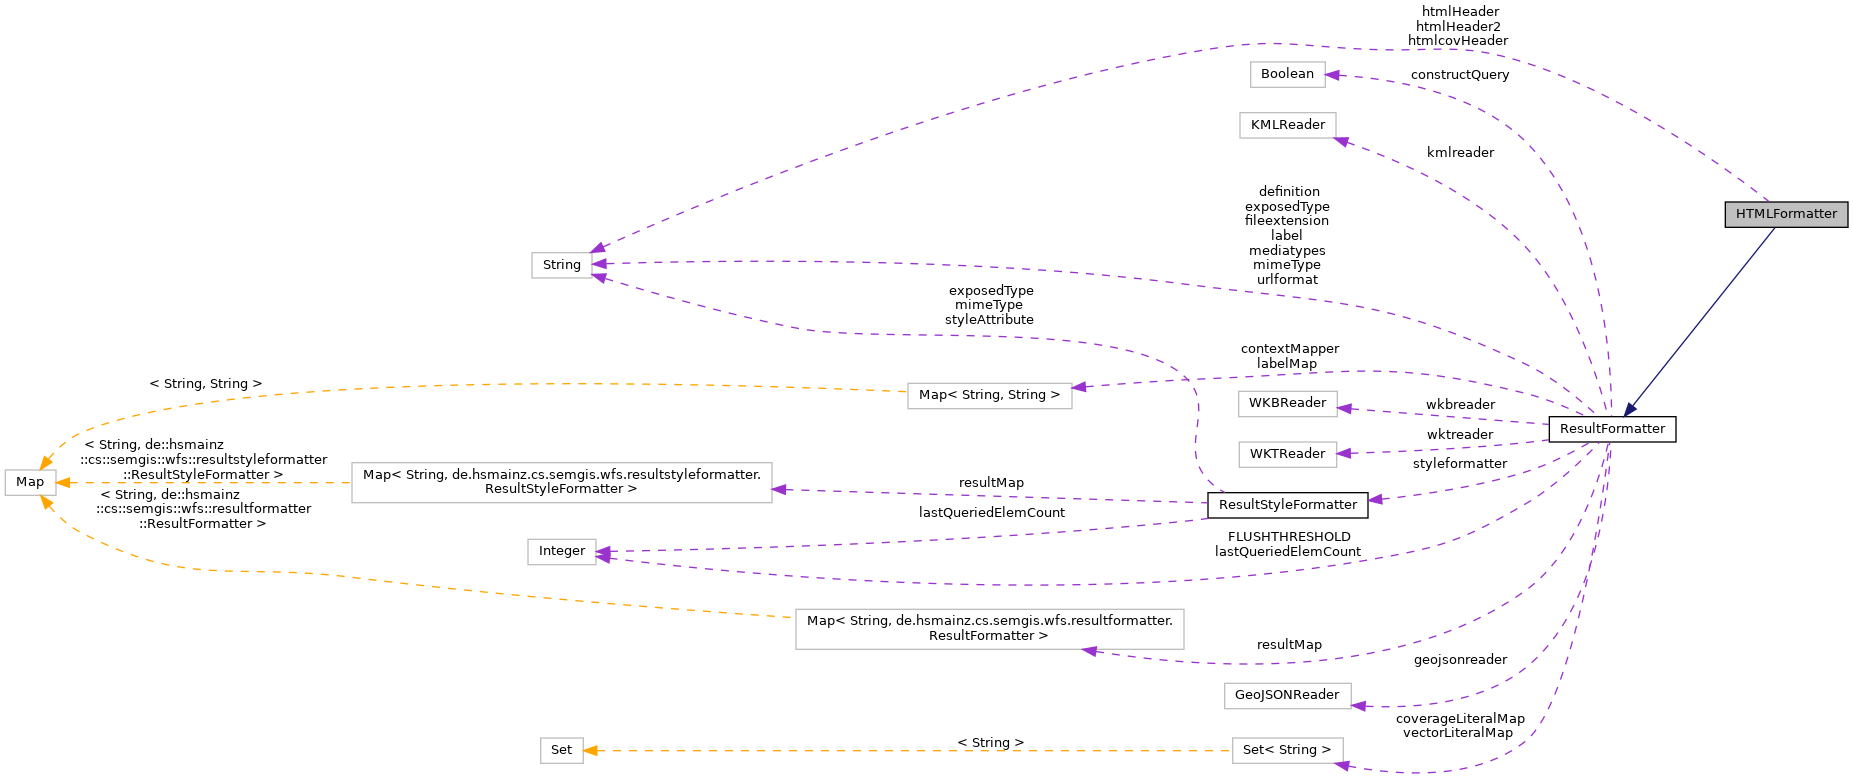 htmlHeader
htmlHeader2
htmlcovHeader
Boolean
constructQuery
KMLReader
kmlreader
definition
exposedType
fileextension
label
mediatypes
mimeType
urlformat
HTMLFormatter
String
exposedType
mimeType
styleAttribute
contextMapper
labelMap
< String, String >
Map< String, String >
WKBReader
wkbreader
ResultFormatter
WKTReader
wktreader
< String, de::hsmainz
::cs::semgis::wfs::resultstyleformatter
::ResultStyleFormatter >
Map
Map< String, de.hsmainz.cs.semgis.wfs.resultstyleformatter.
ResultStyleFormatter >
resultMap
styleformatter
ResultStyleFormatter
< String, de::hsmainz
::cs::semgis::wfs::resultformatter
::ResultFormatter >
lastQueriedElemCount
Integer
FLUSHTHRESHOLD
lastQueriedElemCount
Map< String, de.hsmainz.cs.semgis.wfs.resultformatter.
ResultFormatter >
resultMap
geojsonreader
GeoJSONReader
coverageLiteralMap
vectorLiteralMap
Set
< String >
Set< String >